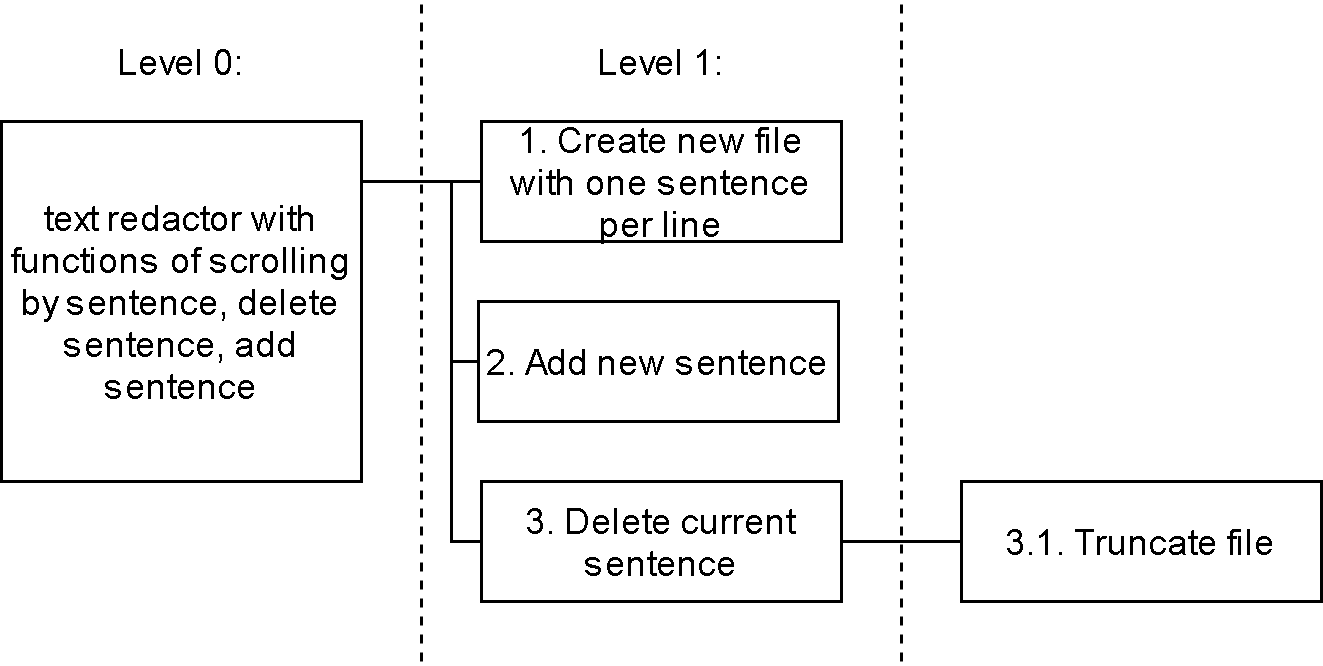 Level 0:
Level 1:
text redactor with
functions of scrolling
by sentence, delete
sentence, add
sentence
1. Create new file
with one sentence
per line
2. Add new sentence
3. Delete current
sentence
3.1. Truncate file